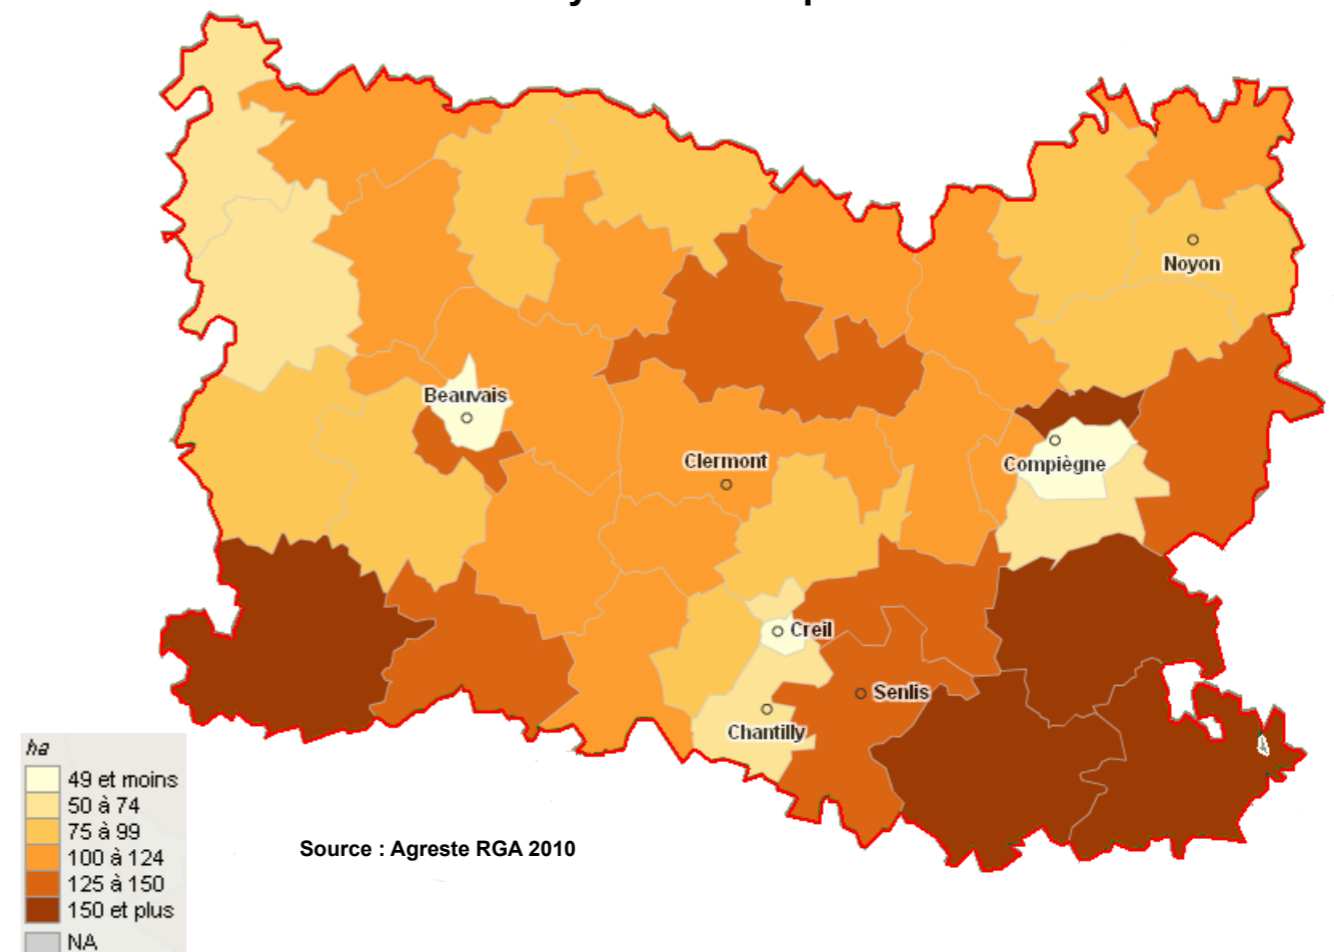 Noyon
Beauvais
Clermont
Compiègne
Creil
Senlis
Chantilly
ha
49 et moins
50 à 74
75 à 99
100 à 124
125 à 150
150 et plus
NA
Source : Agreste RGA 2010